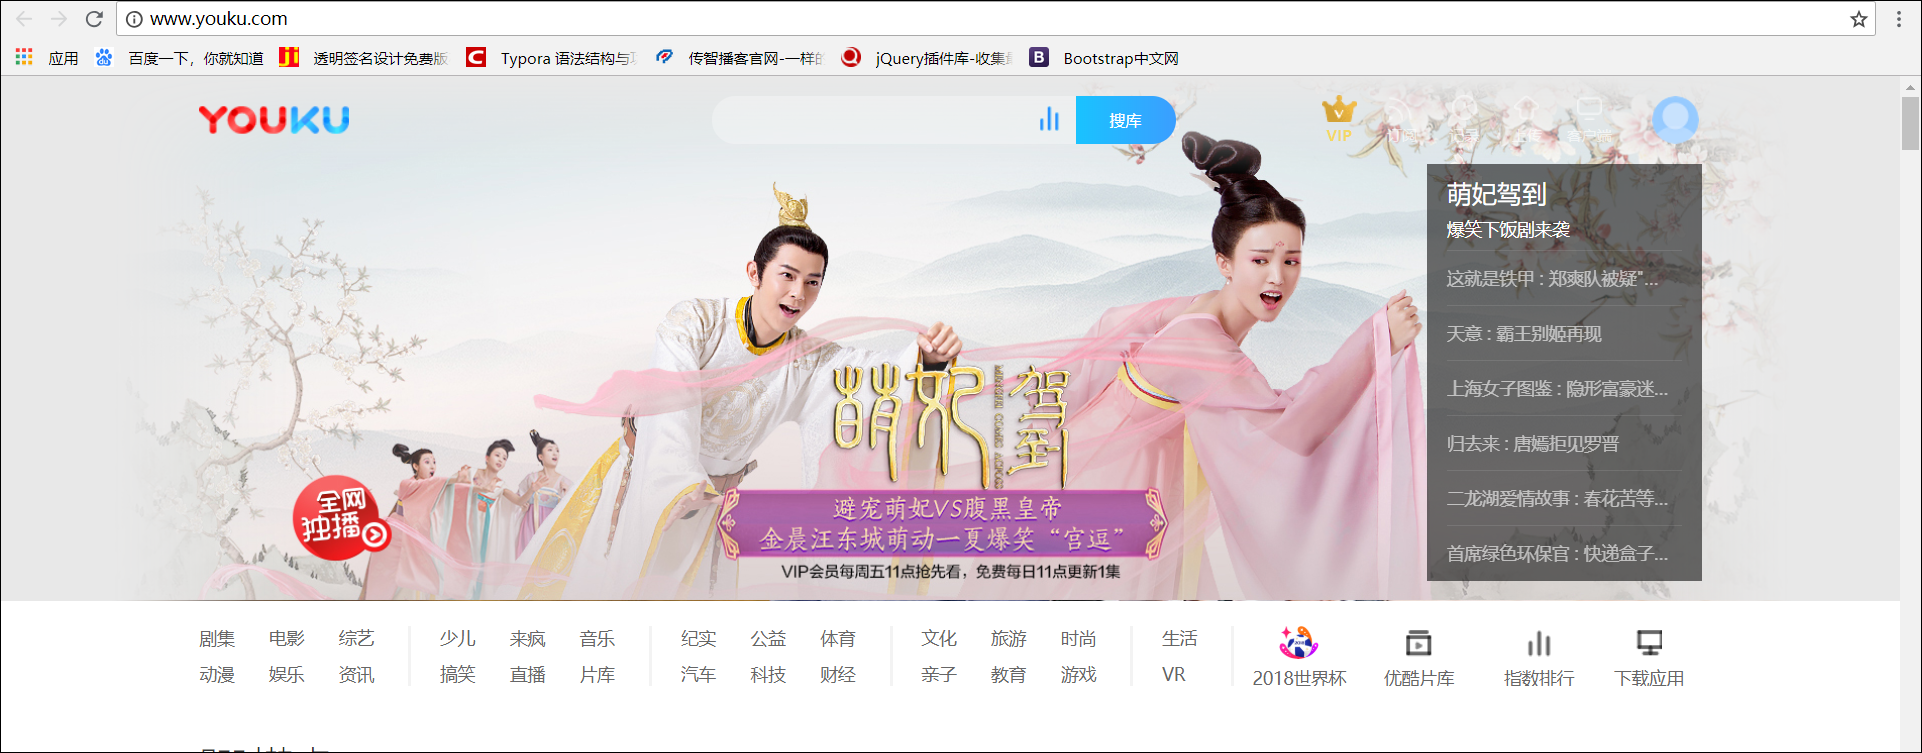 www.youku.com
应用 百度一下，你就知道 透明签名设计免费版 Typora 语法结构与 传智播客官网-一样的 jQuery插件库-收集 Bootstrap中文网
YOUKU
搜库
VIP 订阅 记录 上传 客户端
萌妃驾到
爆笑下饭剧来袭
这就是铁甲 : 郑爽队被疑"...
天意 : 霸王别姬再现
上海女子图鉴 : 隐形富豪迷...
归去来 : 唐嫣拒见罗晋
二龙湖爱情故事 : 春花苦等...
首席绿色环保官 : 快递盒子...
萌妃驾到
全网
独播
避宠萌妃VS腹黑皇帝
金晨汪东城萌动一夏爆笑“宫逗”
VIP会员每周五11点抢先看，免费每日11点更新1集
剧集 电影 综艺 少儿 来疯 音乐 纪实 公益 体育 文化 旅游 时尚 生活
动漫 娱乐 资讯 搞笑 直播 片库 汽车 科技 财经 亲子 教育 游戏 VR
2018世界杯 优酷片库 指数排行 下载应用